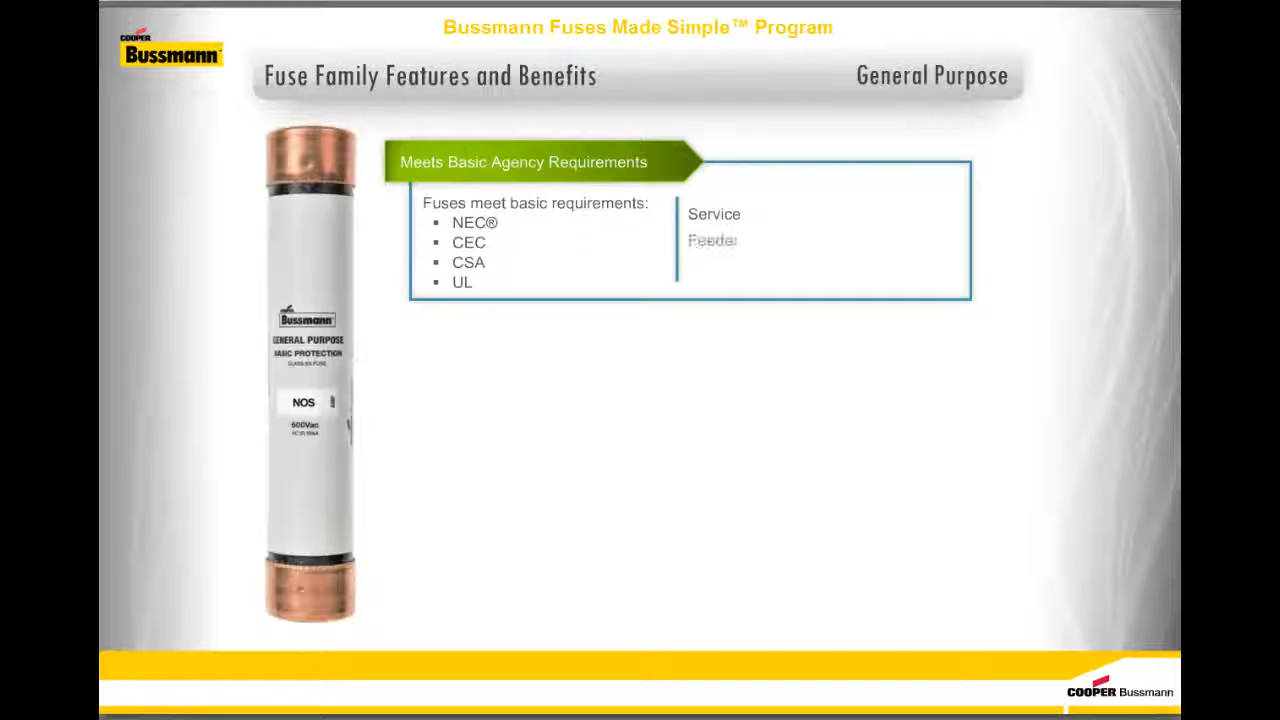 Bussmann Fuses Made Simple™ Program
COOPER
Bussmann
Fuse Family Features and Benefits
General Purpose
Meets Basic Agency Requirements
Fuses meet basic requirements:
▪ NEC®
▪ CEC
▪ CSA
▪ UL
Service
Feeder
Bussmann
GENERAL PURPOSE
BASIC PROTECTION
NOS
600Vac
COOPER Bussmann